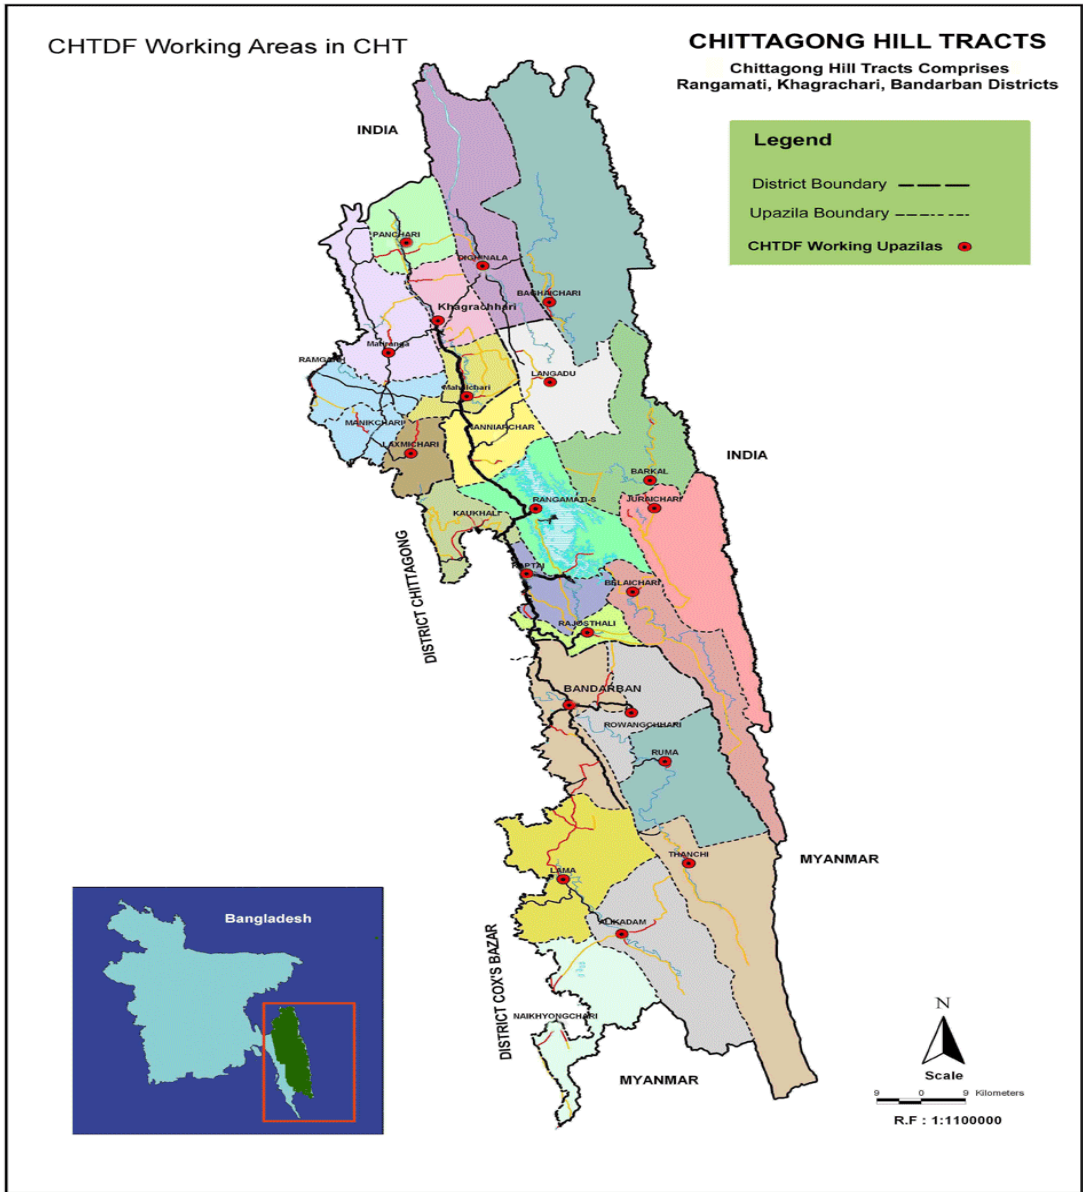 CHTDF Working Areas in CHT
CHITTAGONG HILL TRACTS
Chittagong Hill Tracts Comprises
Rangamati, Khagrachari, Bandarban Districts
INDIA
Legend
District Boundary
Upazila Boundary
CHTDF Working Upazilas
PANCHARI
DIGHINALA
BAGHAICHARI
Khagrachhari
Matiranga
RAMGARH
LANGADU
Mahalchari
MANIKCHARI
NANNIARCHAR
LAXMICHARI
INDIA
BARKAL
RANGAMATI-S
JURAICHARI
KAUKHALI
DISTRICT CHITTAGONG
KAPTAI
BELAICHARI
RAJOSTHALI
BANDARBAN
ROWANGCHHARI
RUMA
THANCHI
MYANMAR
LAMA
ALIKADAM
DISTRICT COX'S BAZAR
NAIKHYONGCHARI
MYANMAR
Bangladesh
N
Scale
9 0 9 Kilometers
R.F : 1:1100000